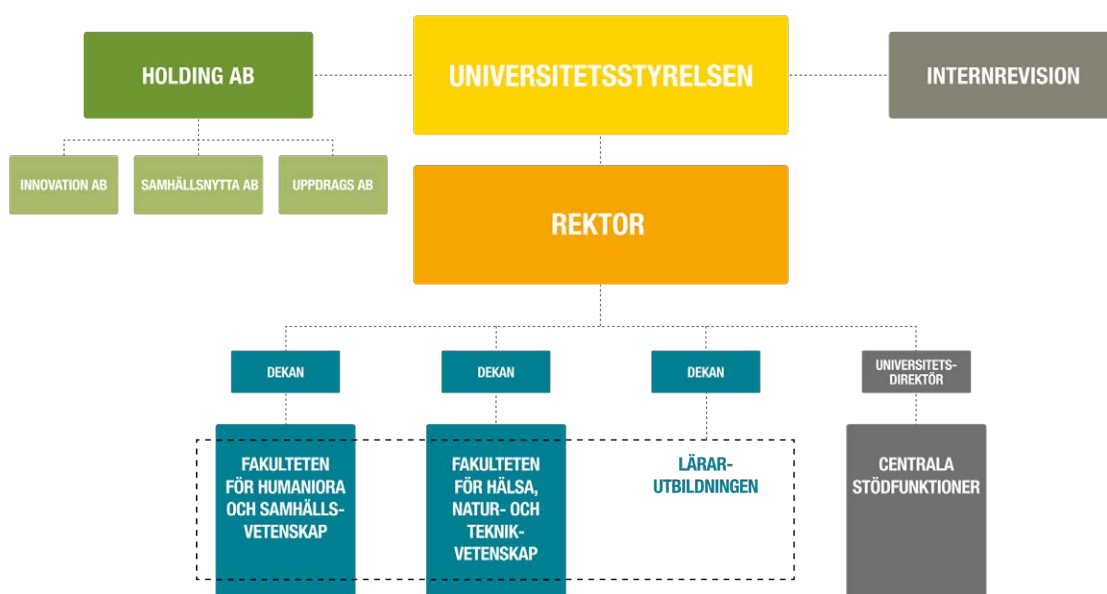 HOLDING AB
UNIVERSITETSSTYRELSEN
INTERNREVISION
INNOVATION AB
SAMHÄLLSNYTTA AB
UPPDRAGS AB
REKTOR
DEKAN
DEKAN
DEKAN
UNIVERSITETS-
DIREKTÖR
FAKULTETEN
FÖR HUMANIORA
OCH SAMHÄLLS-
VETENSKAP
FAKULTETEN
FÖR HÄLSA,
NATUR- OCH
TEKNIK-
VETENSKAP
LÄRAR-
UTBILDNINGEN
CENTRALA
STÖDFUNKTIONER